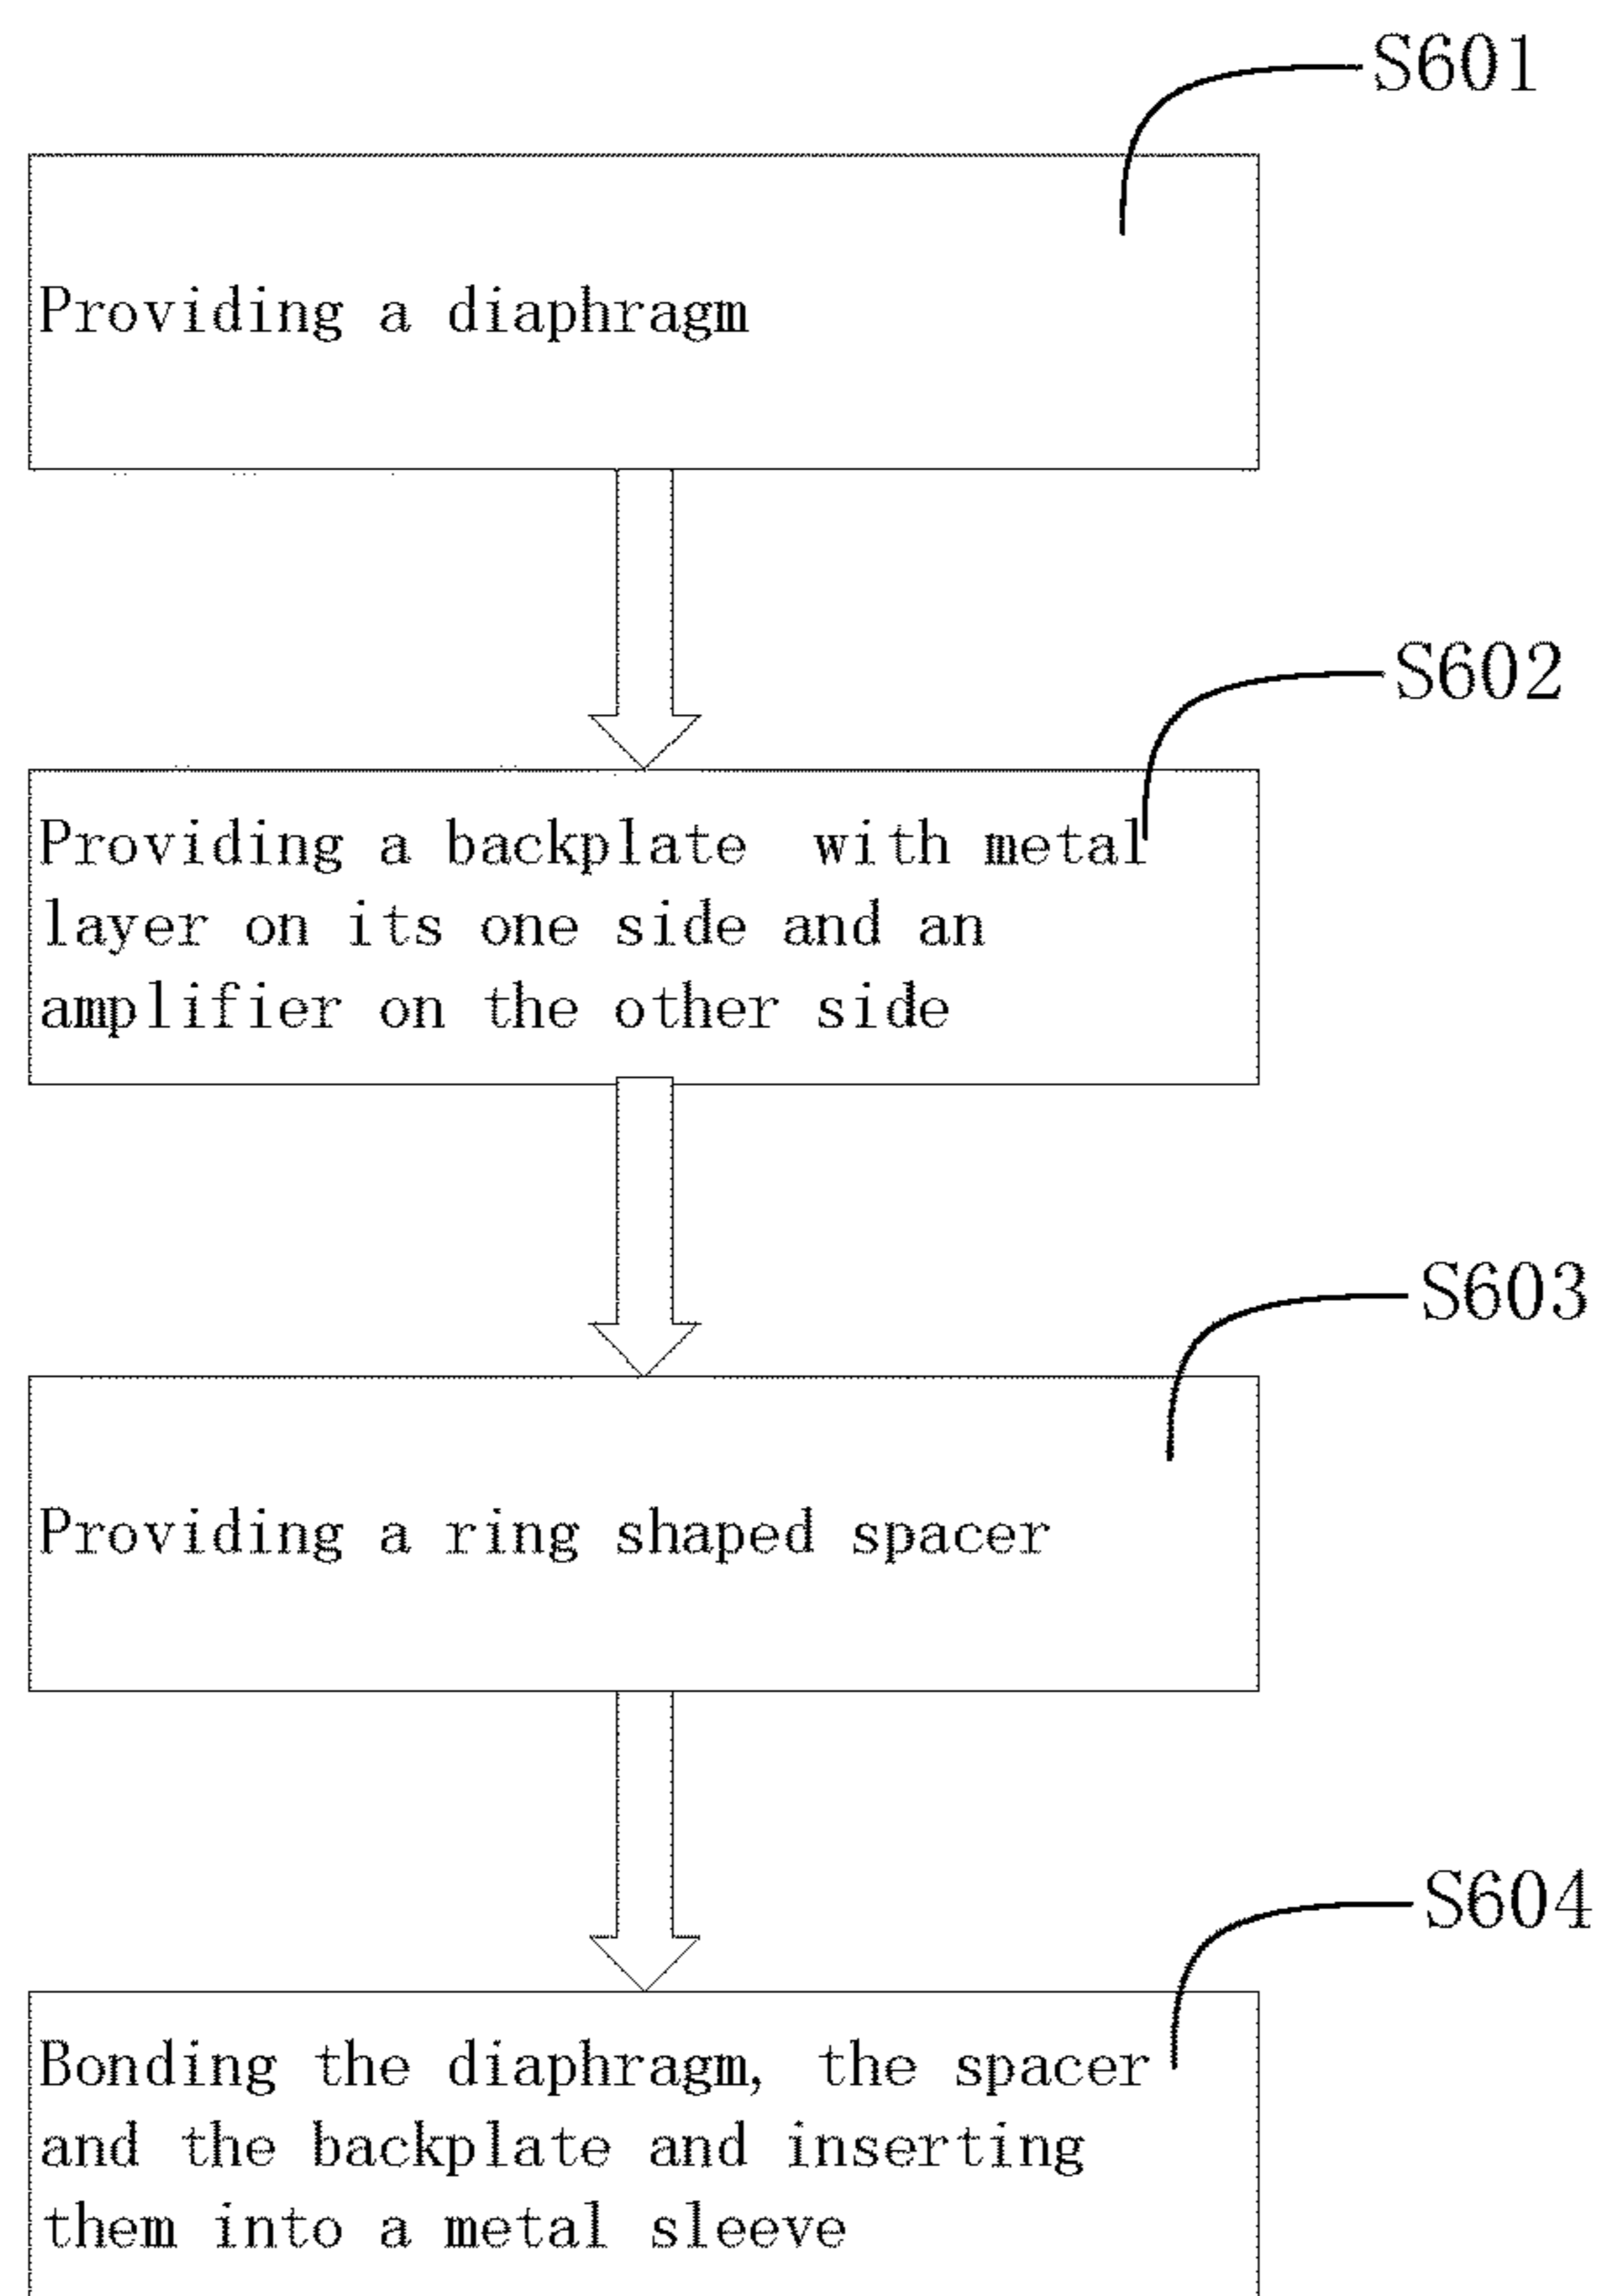 S601
Providing a diaphragm
S602
Providing a backplate with metal
layer on its one side and an
amplifier on the other side
S603
Providing a ring shaped spacer
S604
Bonding the diaphragm, the spacer
and the backplate and inserting
them into a metal sleeve